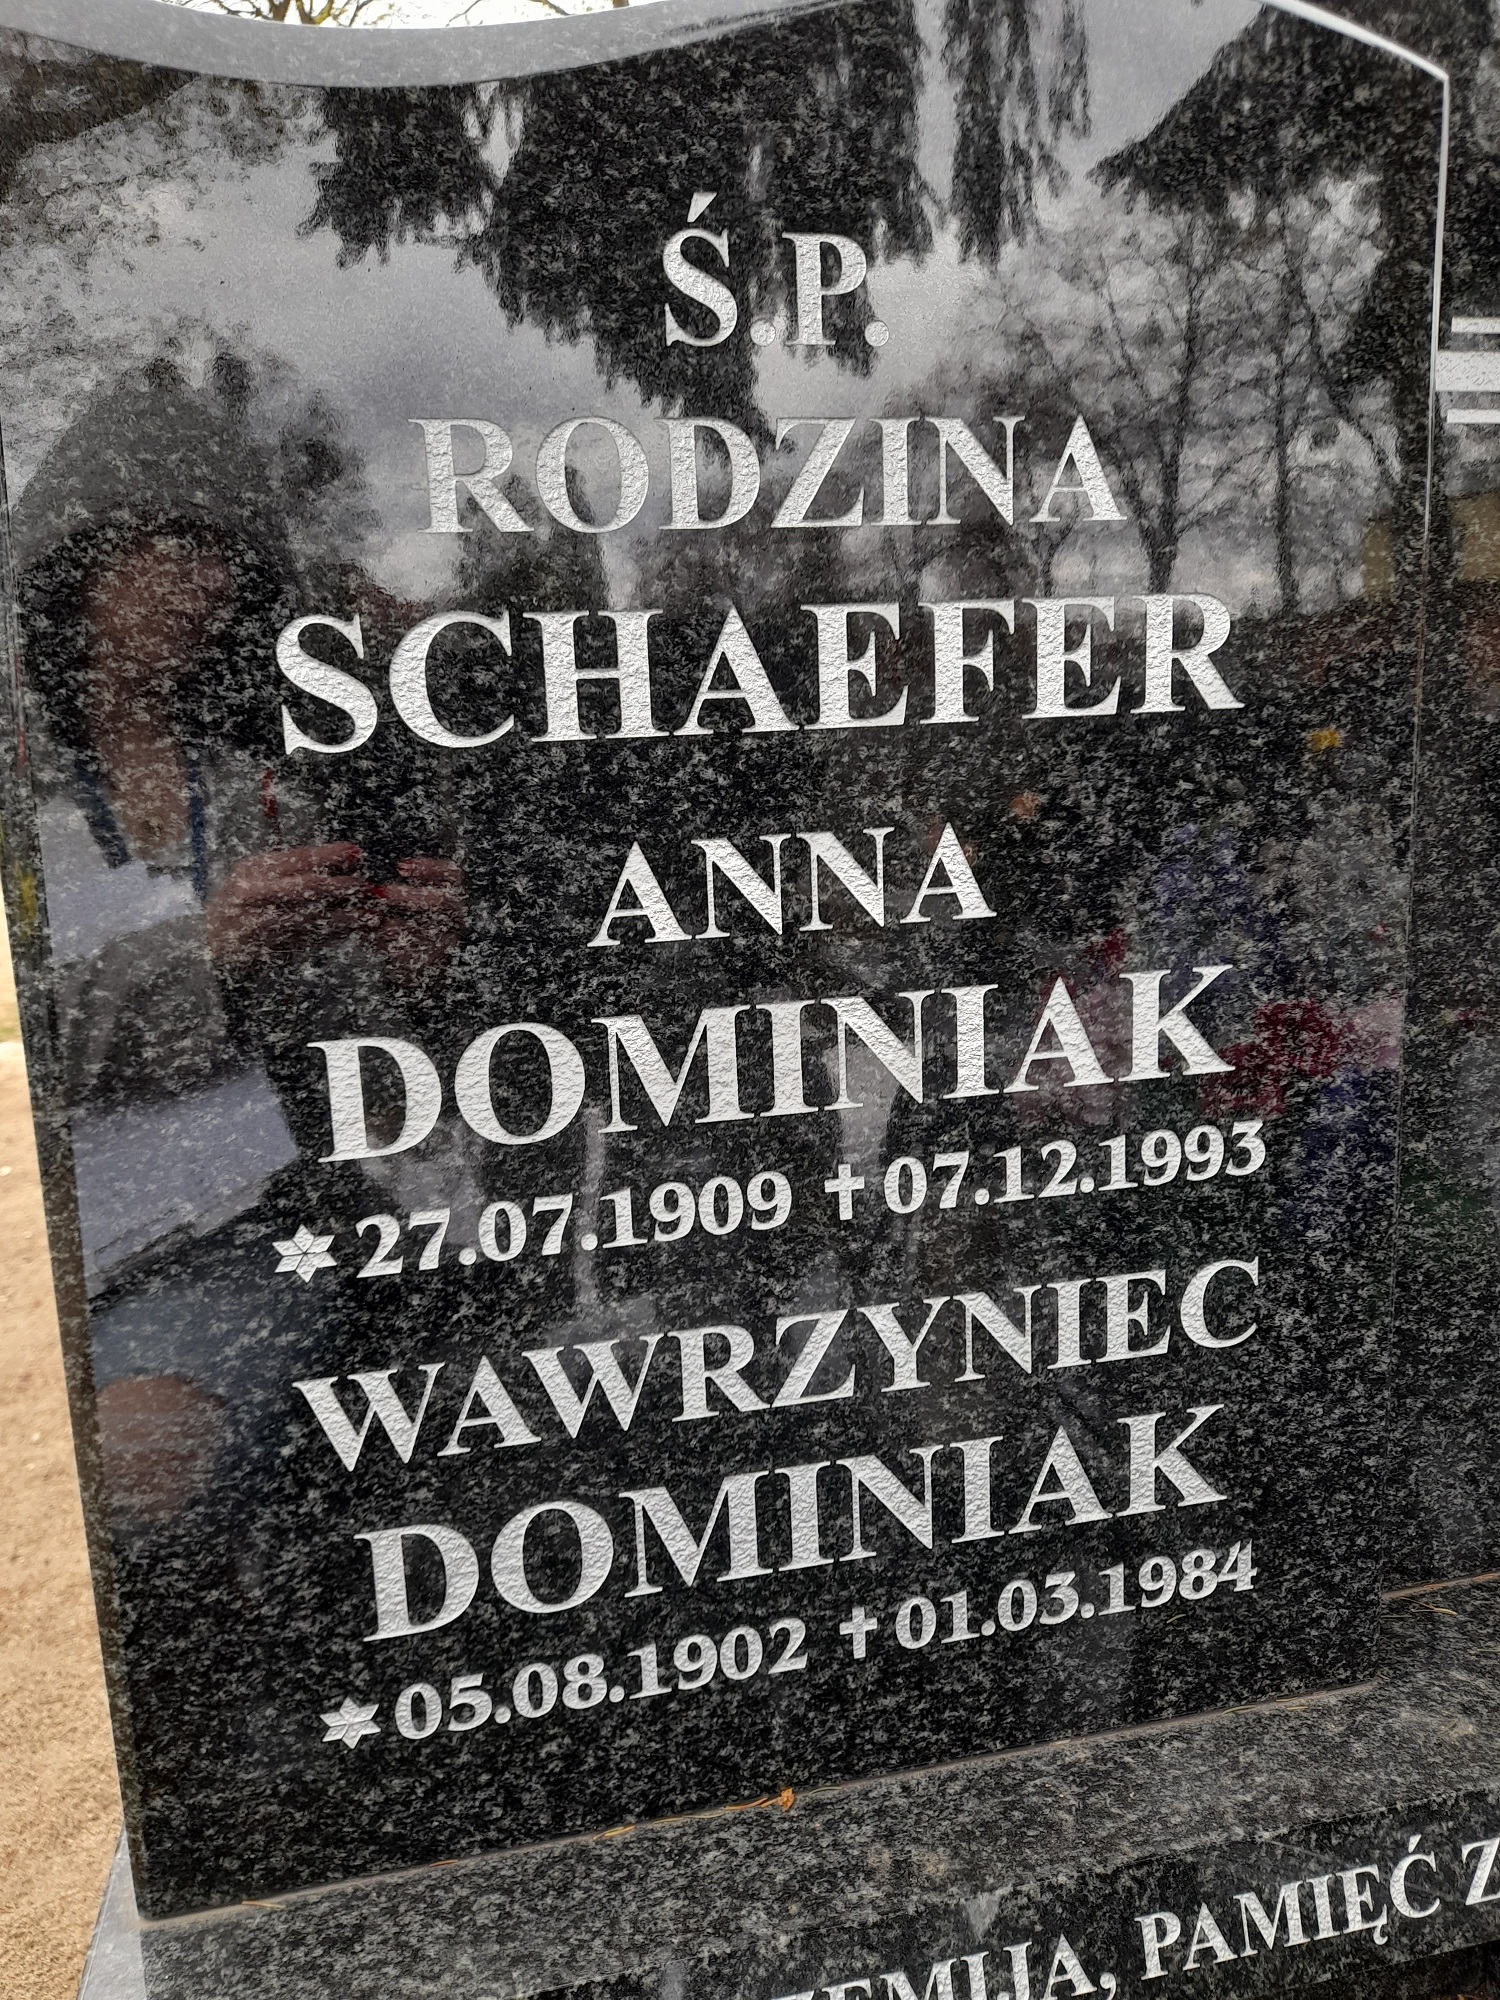 Ś.P.
RODZINA
SCHAEFER
ANNA
DOMINIAK
27.07.1909 ✝ 07.12.1993
WAWRZYNIEC
DOMINIAK
05.08.1902 ✝ 01.03.1984
PAMIĘĆ